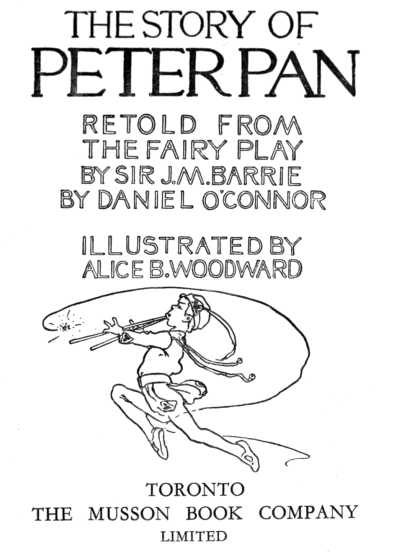 THE STORY OF
PETER PAN
RETOLD FROM
THE FAIRY PLAY
BY SIR J.M. BARRIE
BY DANIEL O'CONNOR
ILLUSTRATED BY
ALICE B. WOODWARD
TORONTO
THE MUSSON BOOK COMPANY
LIMITED